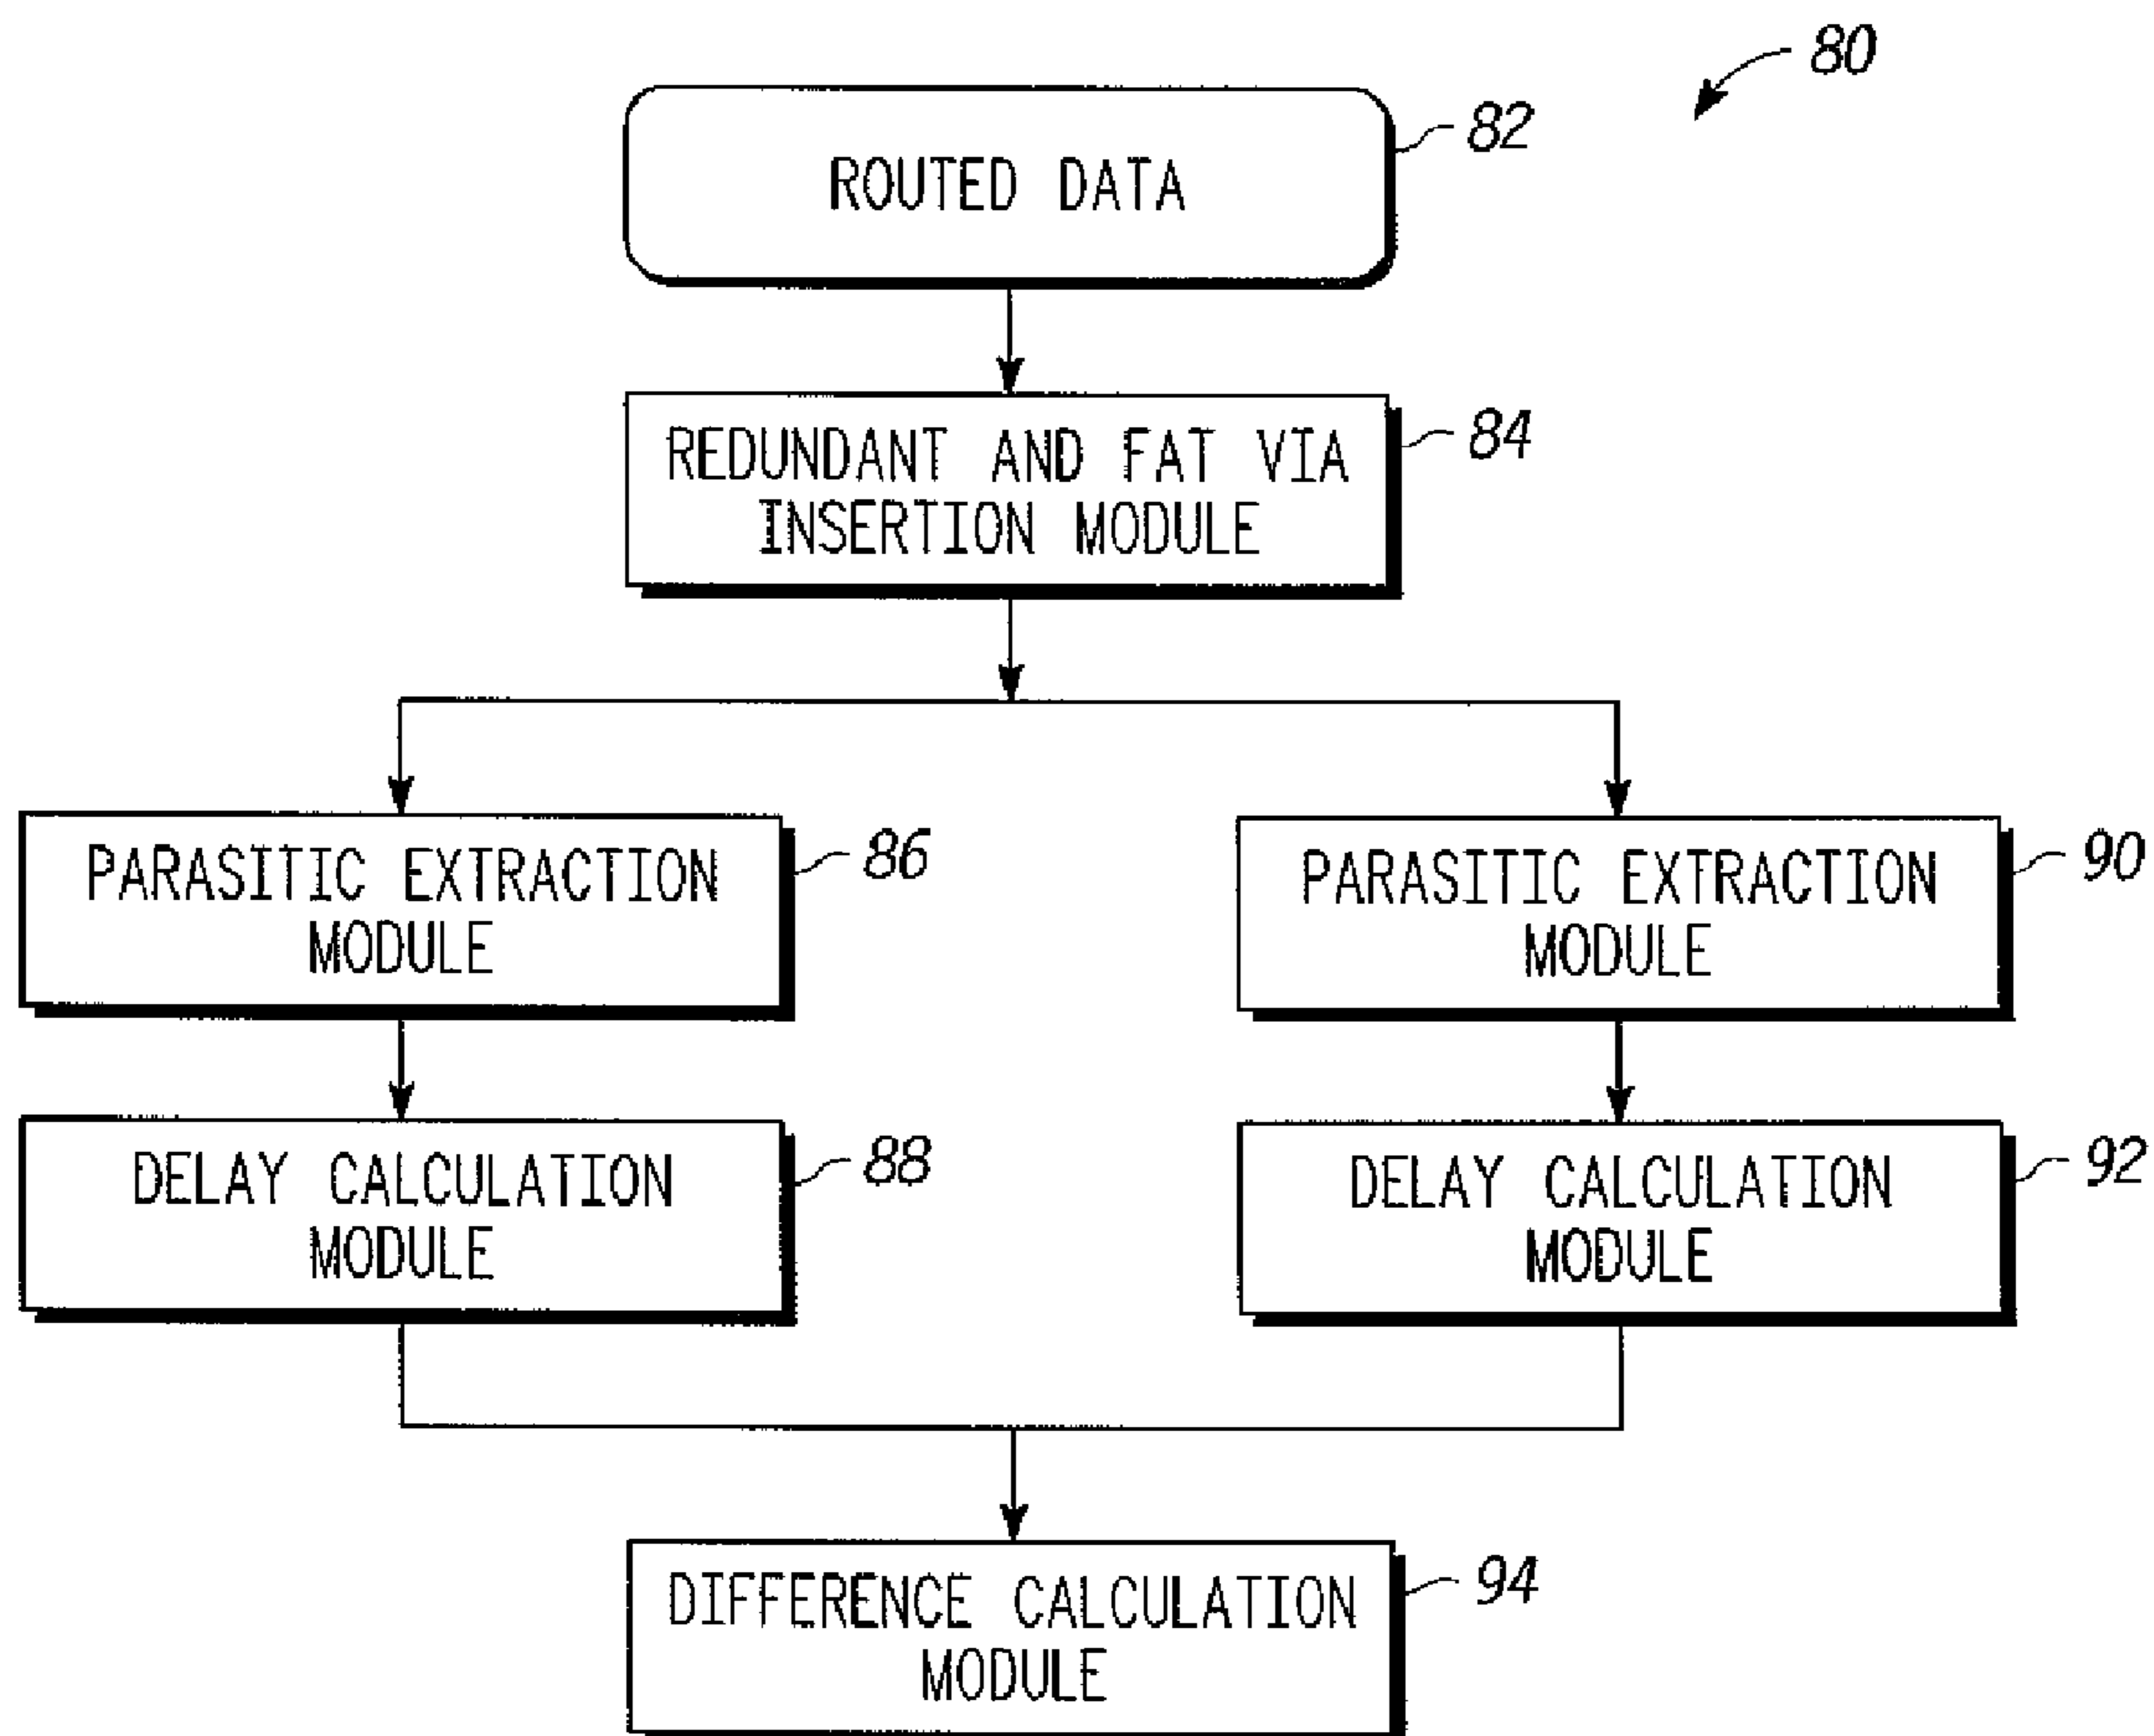 80
ROUTED DATA
82
REDUNDANT AND FAT VIA
INSERTION MODULE
84
PARASITIC EXTRACTION
MODULE
86
PARASITIC EXTRACTION
MODULE
90
DELAY CALCULATION
MODULE
88
DELAY CALCULATION
MODULE
92
DIFFERENCE CALCULATION
MODULE
94